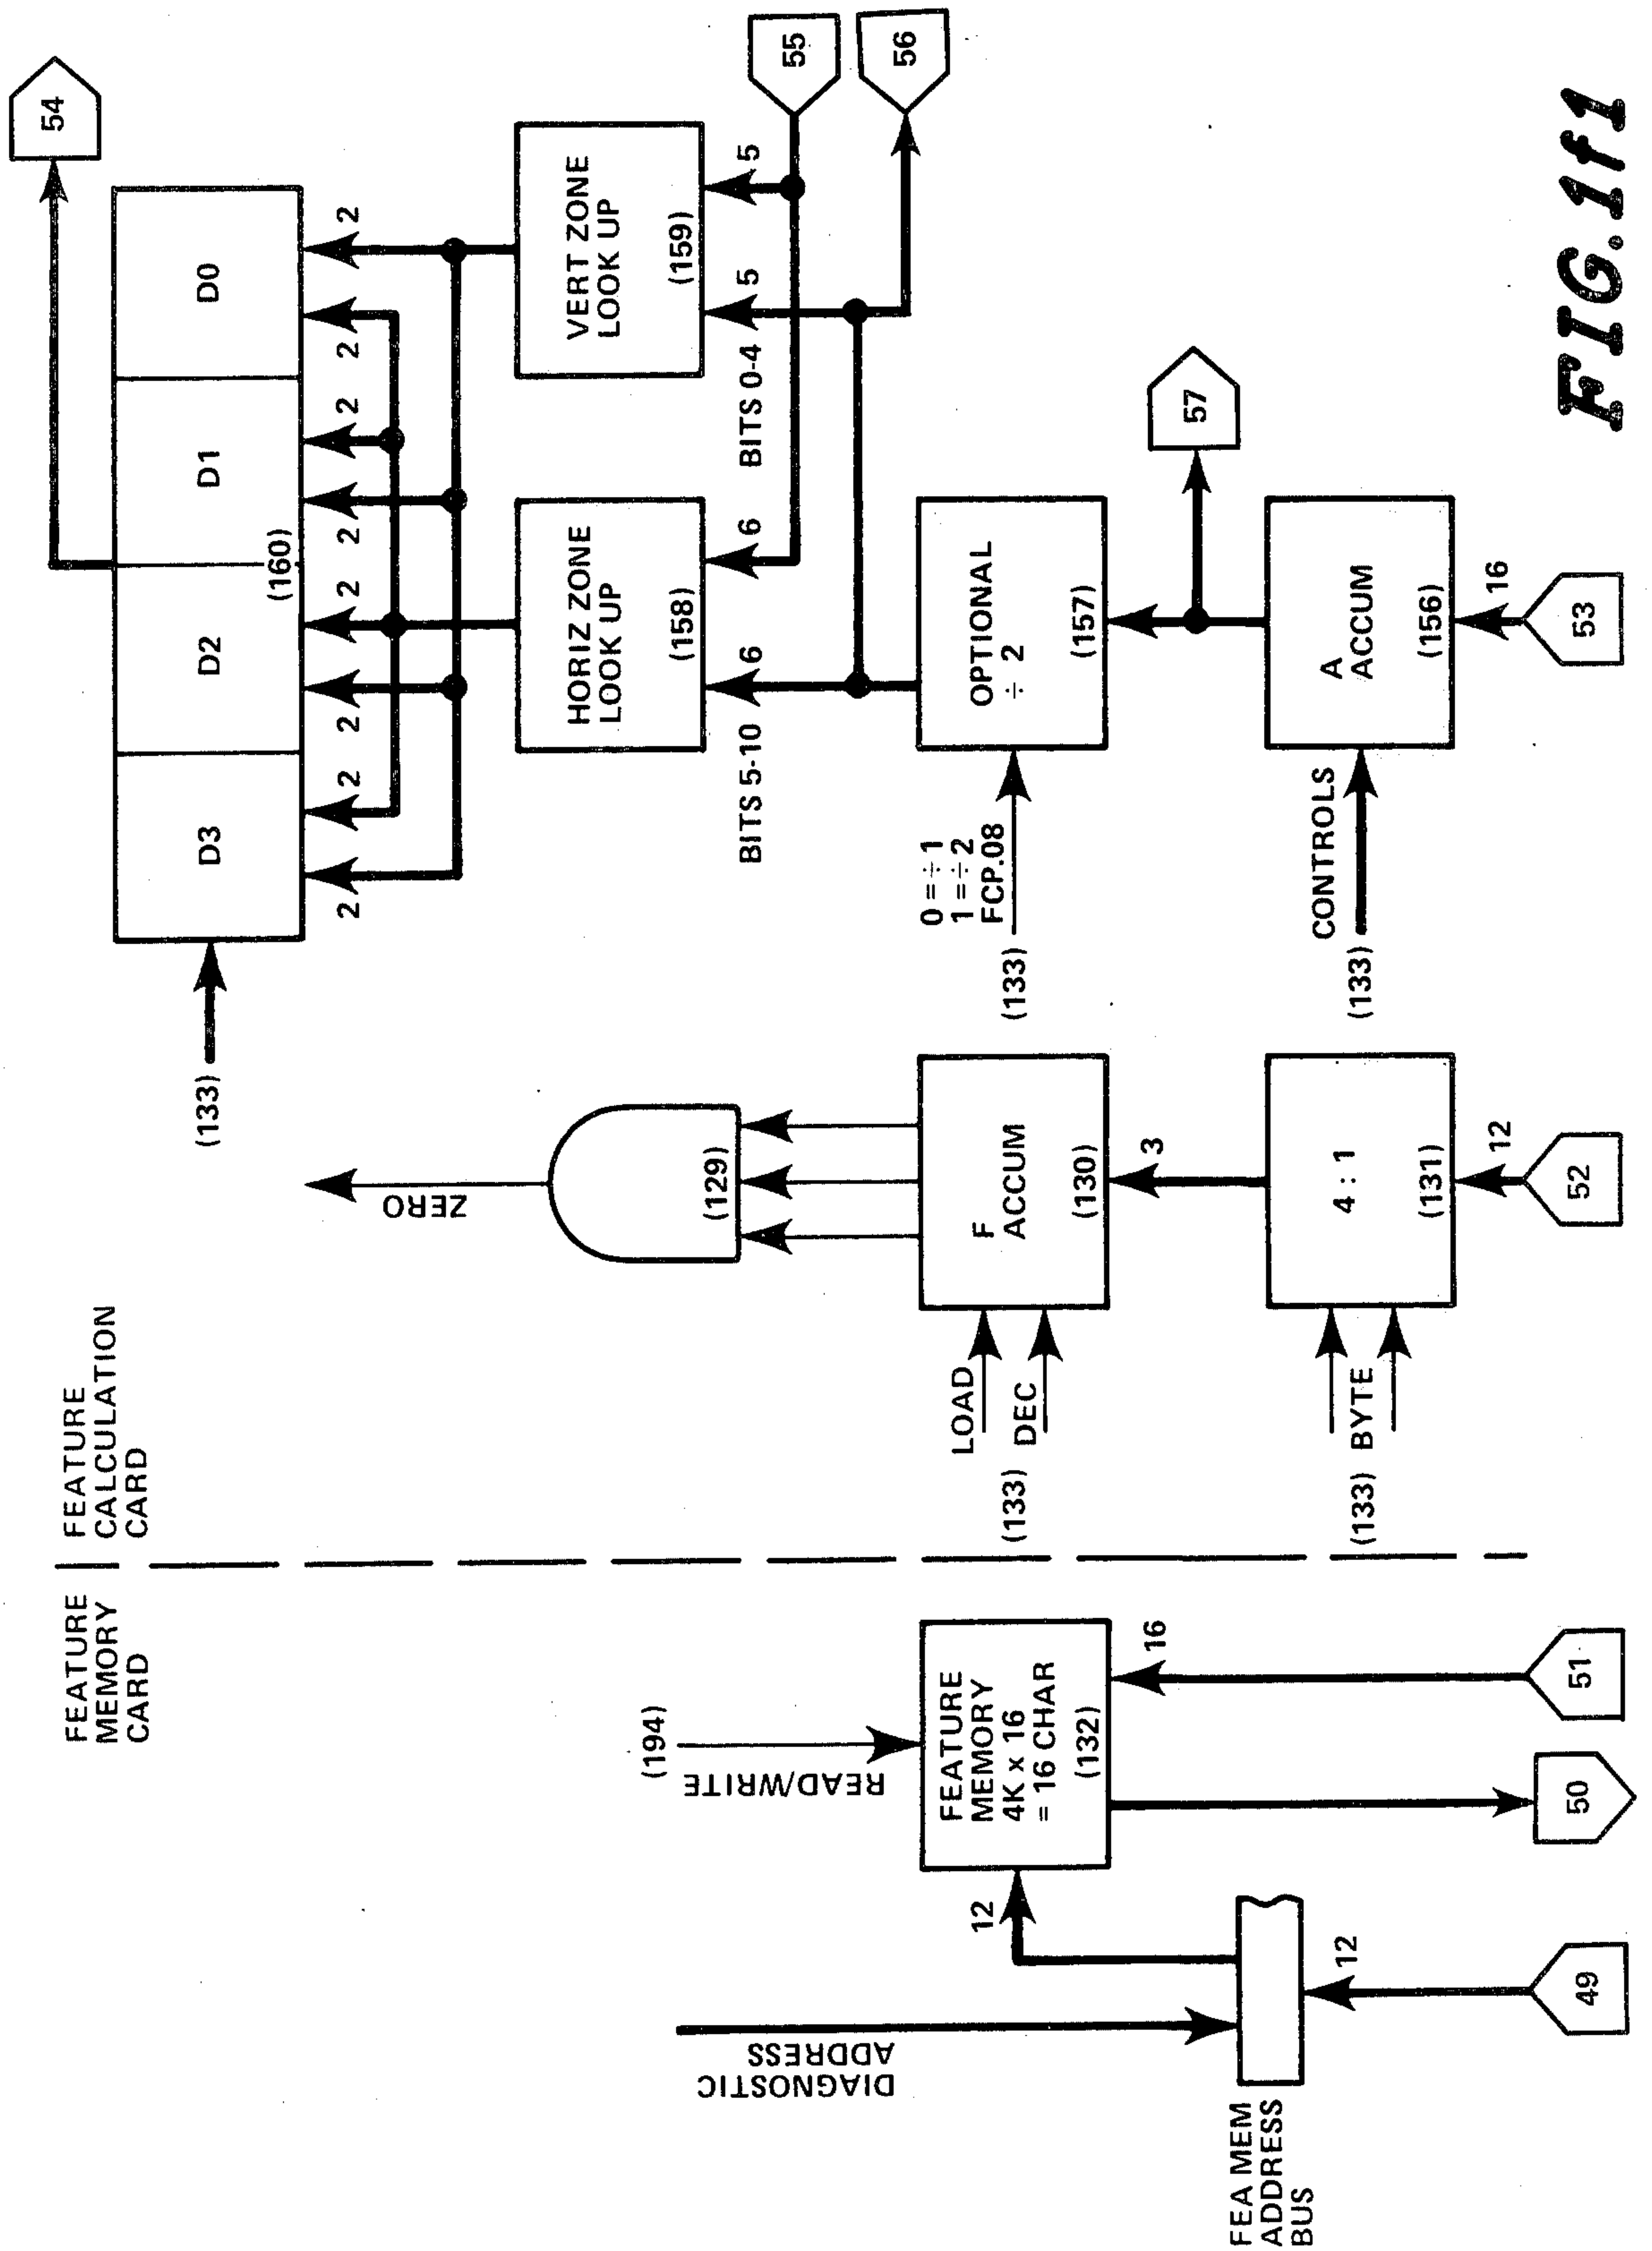 FEATURE
MEMORY
CARD
FEATURE
CALCULATION
CARD
54
(133)
D3
D2
D1
D0
(160)
2
2
2
2
2
2
2
2
ZERO
(129)
HORIZ ZONE
LOOK UP
(158)
VERT ZONE
LOOK UP
(159)
BITS 5-10
6
6
BITS 0-4
5
5
55
56
DIAGNOSTIC
ADDRESS
(194)
READ/WRITE
12
FEATURE
MEMORY
4K x 16
= 16 CHAR
(132)
16
LOAD
DEC
(133)
F
ACCUM
(130)
3
0 = ÷ 1
1 = ÷ 2
FCP.08
(133)
OPTIONAL
÷ 2
(157)
57
FEA MEM
ADDRESS
BUS
12
BYTE
(133)
4 : 1
(131)
12
CONTROLS
(133)
A
ACCUM
(156)
16
49
50
51
52
53
FIG.1f1